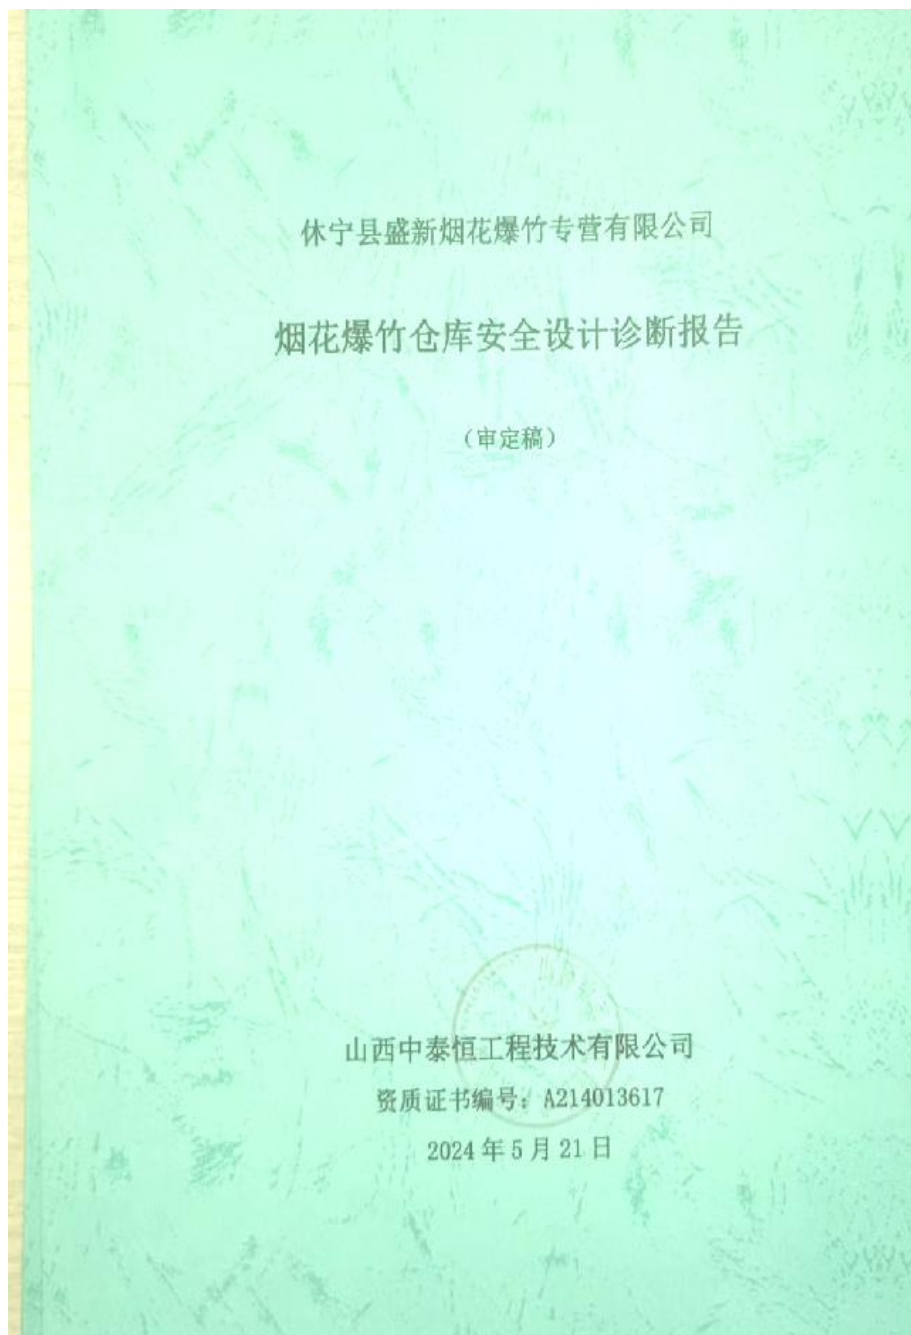 休宁县盛新烟花爆竹专营有限公司
烟花爆竹仓库安全设计诊断报告
（审定稿）
山西中泰恒工程技术有限公司
资质证书编号：A214013617
2024年5月21日